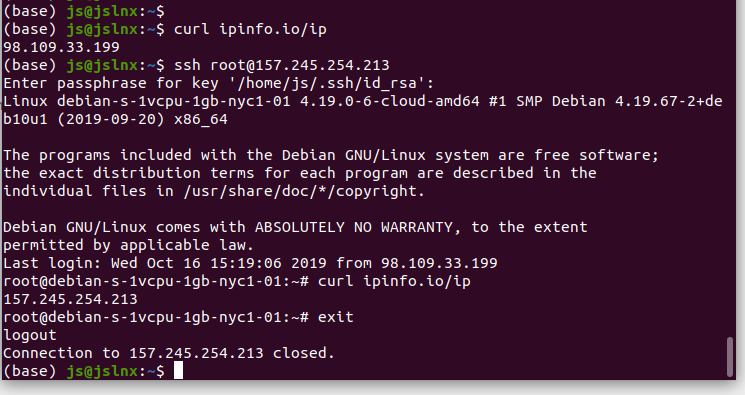 (base) js@jslnx:~$
(base) js@jslnx:~$ curl ipinfo.io/ip
98.109.33.199
(base) js@jslnx:~$ ssh root@157.245.254.213
Enter passphrase for key '/home/js/.ssh/id_rsa':
Linux debian-s-1vcpu-1gb-nyc1-01 4.19.0-6-cloud-amd64 #1 SMP Debian 4.19.67-2+de
b10u1 (2019-09-20) x86_64

The programs included with the Debian GNU/Linux system are free software;
the exact distribution terms for each program are described in the
individual files in /usr/share/doc/*/copyright.

Debian GNU/Linux comes with ABSOLUTELY NO WARRANTY, to the extent
permitted by applicable law.
Last login: Wed Oct 16 15:19:06 2019 from 98.109.33.199
root@debian-s-1vcpu-1gb-nyc1-01:~# curl ipinfo.io/ip
157.245.254.213
root@debian-s-1vcpu-1gb-nyc1-01:~# exit
logout
Connection to 157.245.254.213 closed.
(base) js@jslnx:~$